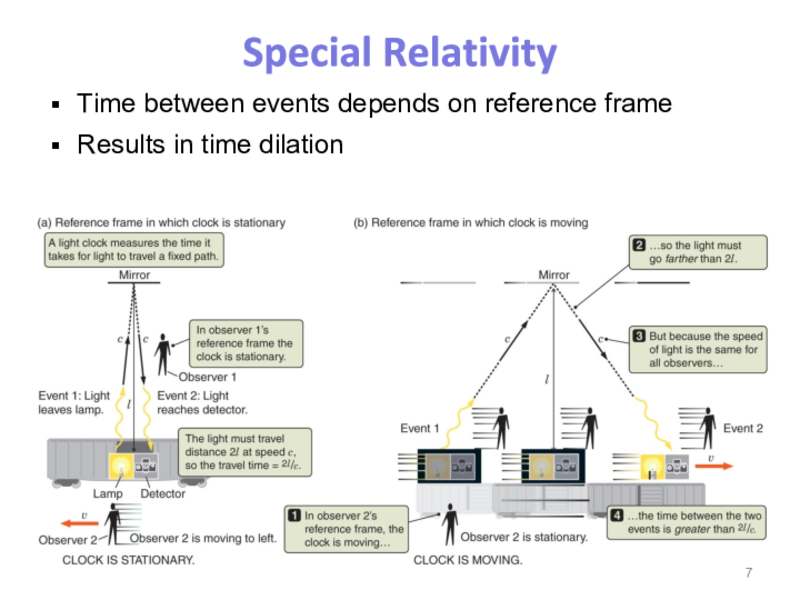 Special Relativity
▪ Time between events depends on reference frame
▪ Results in time dilation
(a) Reference frame in which clock is stationary
A light clock measures the time it
takes for light to travel a fixed path.
Mirror
c
c
In observer 1's
reference frame the
clock is stationary.
Observer 1
Event 1: Light
leaves lamp.
l
Event 2: Light
reaches detector.
The light must travel
distance 2l at speed c,
so the travel time = 2l/c.
Lamp
Detector
v
Observer 2
Observer 2 is moving to left.
CLOCK IS STATIONARY.
(b) Reference frame in which clock is moving
2 …so the light must
go farther than 2l.
Mirror
c
c
3 But because the speed
of light is the same for
all observers…
l
Event 1
Event 2
v
1 In observer 2's
reference frame, the
clock is moving…
Observer 2 is stationary.
4 …the time between the two
events is greater than 2l/c.
CLOCK IS MOVING.
7